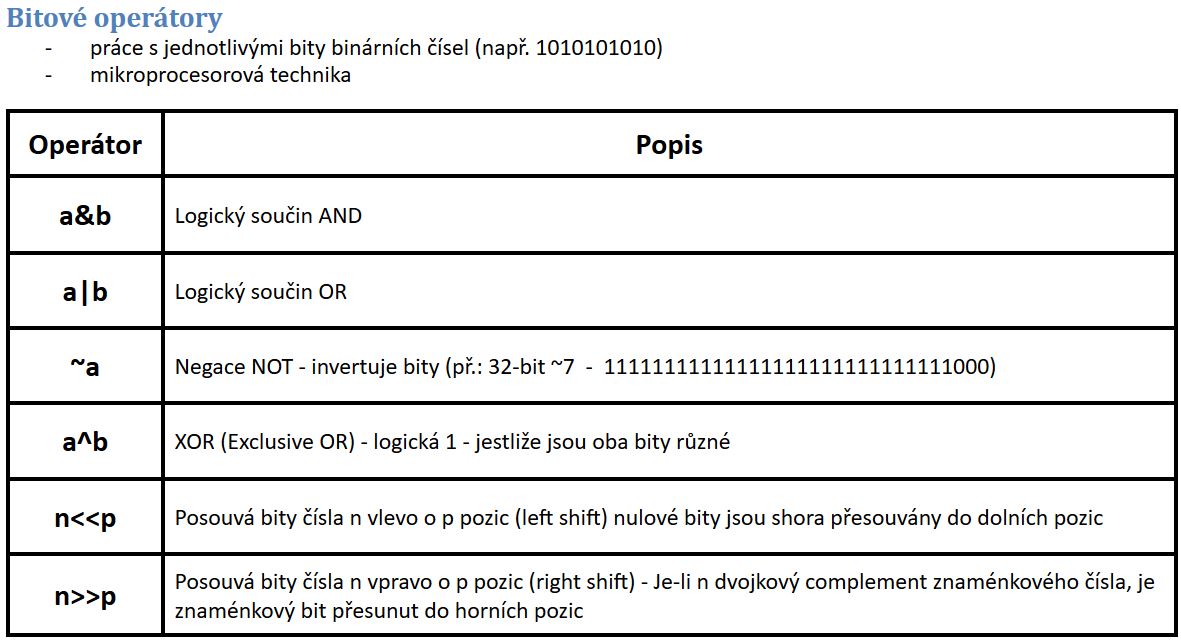 Bitové operátory
- práce s jednotlivými bity binárních čísel (např. 1010101010)
- mikroprocesorová technika
Operátor Popis
a&b Logický součin AND
a|b Logický součin OR
~a Negace NOT - invertuje bity (př.: 32-bit ~7 - 11111111111111111111111111111000)
a^b XOR (Exclusive OR) - logická 1 - jestliže jsou oba bity různé
n<<p Posouvá bity čísla n vlevo o p pozic (left shift) nulové bity jsou shora přesouvány do dolních pozic
n>>p Posouvá bity čísla n vpravo o p pozic (right shift) - Je-li n dvojkový complement znaménkového čísla, je
znaménkový bit přesunut do horních pozic